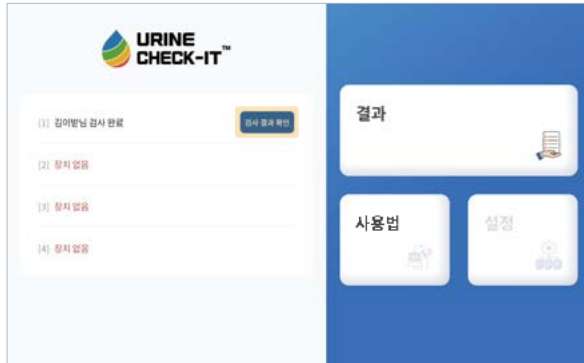 URINE
CHECK-IT™
[1] 김이받님 검사 완료
검사 결과 확인
[2] 장치 없음
[3] 장치 없음
[4] 장치 없음
결과
사용법
설정